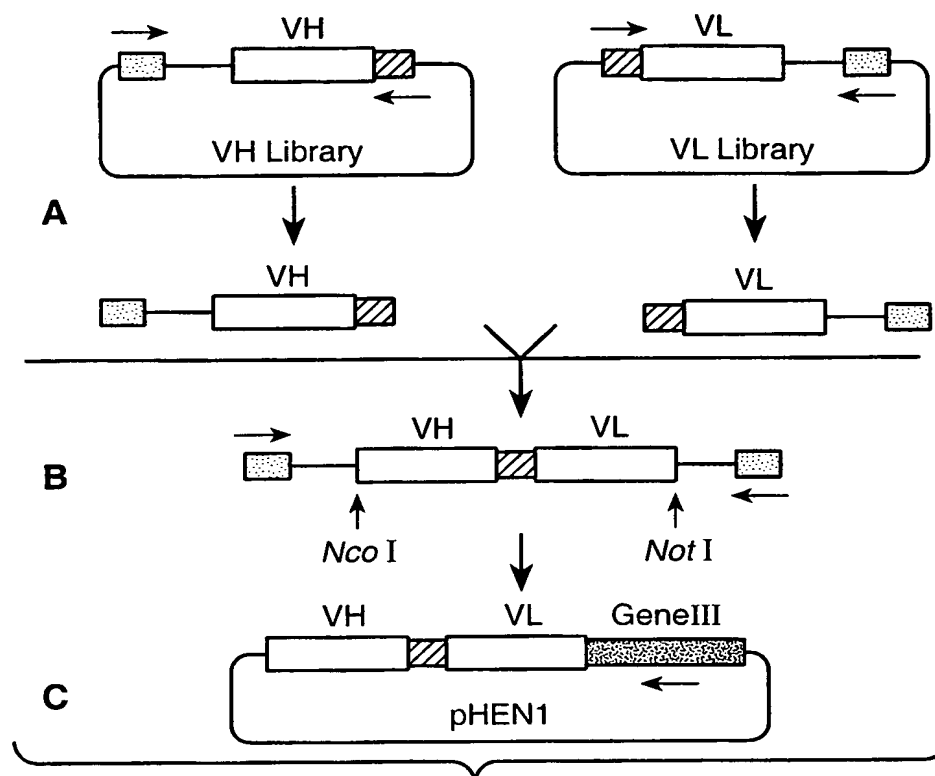 VH
VL
VH Library
VL Library
A
VH
VL
VH
VL
B
Nco I
Not I
VH
VL
GeneIII
C
pHEN1